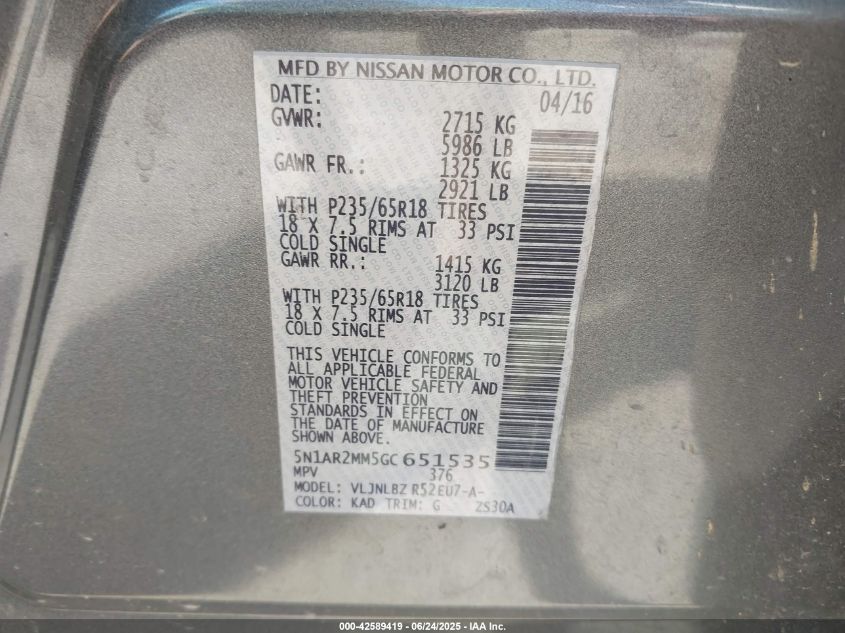 MFD BY NISSAN MOTOR CO., LTD.
DATE: 04/16
GVWR: 2715 KG
5986 LB
GAWR FR.: 1325 KG
2921 LB
WITH P235/65R18 TIRES
18 X 7.5 RIMS AT 33 PSI
COLD SINGLE
GAWR RR.: 1415 KG
3120 LB
WITH P235/65R18 TIRES
18 X 7.5 RIMS AT 33 PSI
COLD SINGLE
THIS VEHICLE CONFORMS TO
ALL APPLICABLE FEDERAL
MOTOR VEHICLE SAFETY AND
THEFT PREVENTION
STANDARDS IN EFFECT ON
THE DATE OF MANUFACTURE
SHOWN ABOVE.
5N1AR2MM5GC651535
MPV 376
MODEL: VLJNLBZ R52EU7-A-
COLOR: KAD TRIM: G ZS30A
000-42589419 - 06/24/2025 - IAA Inc.